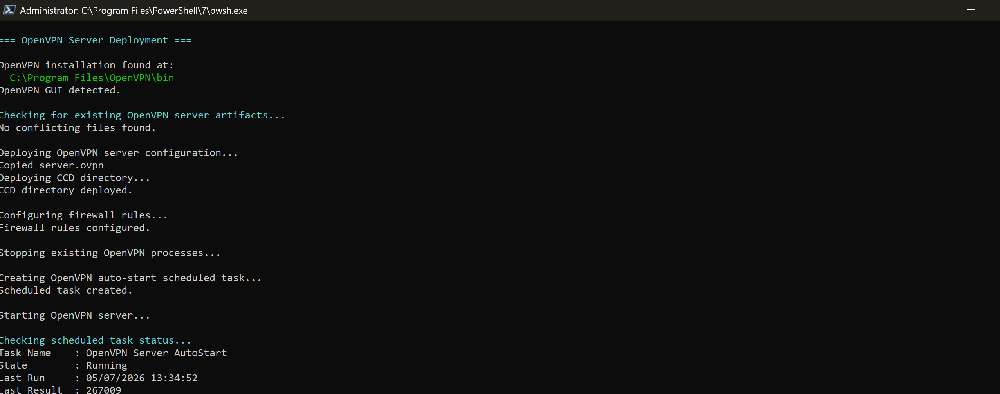 Administrator: C:\Program Files\PowerShell\7\pwsh.exe
=== OpenVPN Server Deployment ===
OpenVPN installation found at:
C:\Program Files\OpenVPN\bin
OpenVPN GUI detected.
Checking for existing OpenVPN server artifacts...
No conflicting files found.
Deploying OpenVPN server configuration...
Copied server.ovpn
Deploying CCD directory...
CCD directory deployed.
Configuring firewall rules...
Firewall rules configured.
Stopping existing OpenVPN processes...
Creating OpenVPN auto-start scheduled task...
Scheduled task created.
Starting OpenVPN server...
Checking scheduled task status...
Task Name    : OpenVPN Server AutoStart
State        : Running
Last Run     : 05/07/2026 13:34:52
Last Result  : 267009